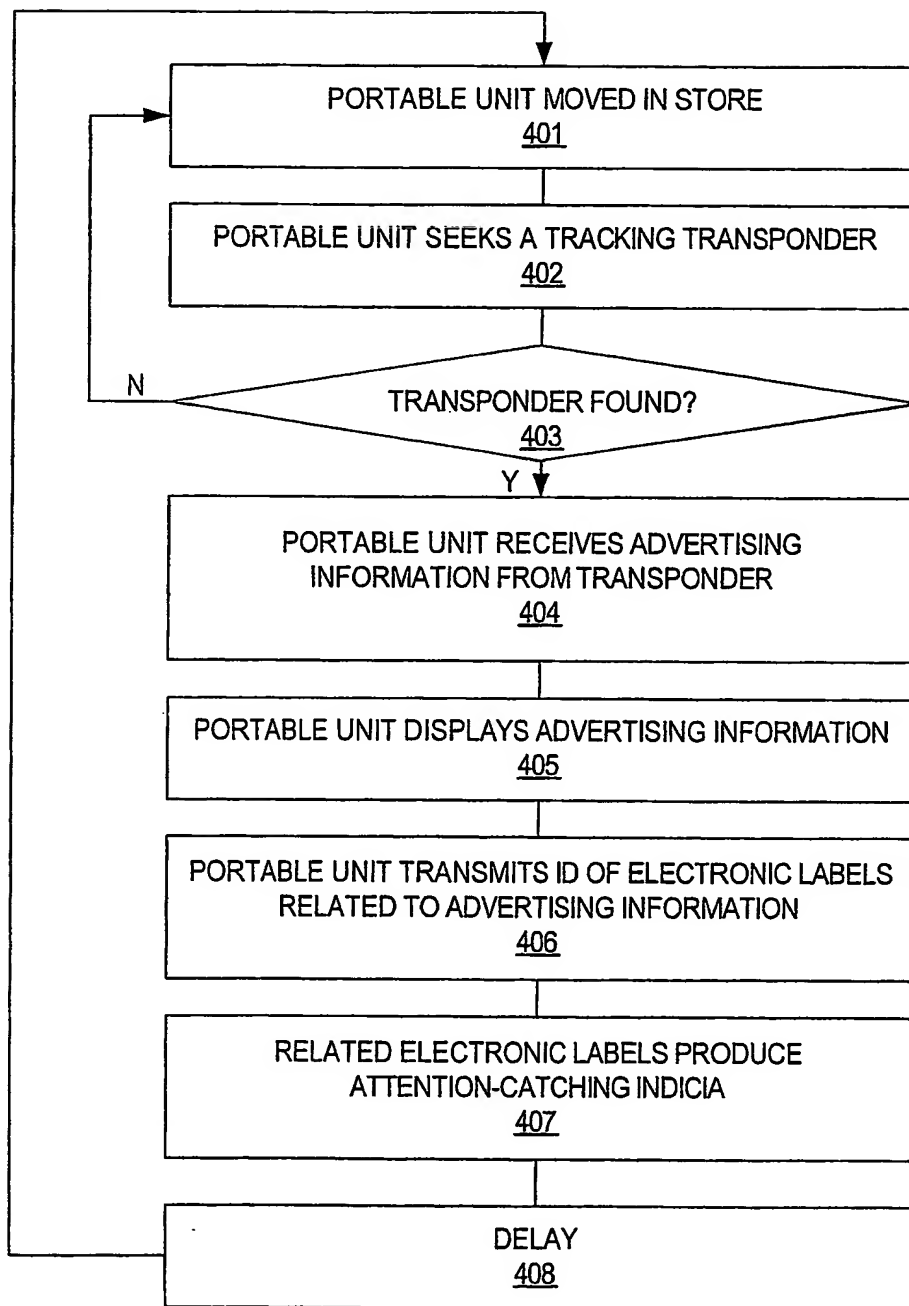 PORTABLE UNIT MOVED IN STORE
401
PORTABLE UNIT SEEKS A TRACKING TRANSPONDER
402
N
TRANSPONDER FOUND?
403
Y
PORTABLE UNIT RECEIVES ADVERTISING
INFORMATION FROM TRANSPONDER
404
PORTABLE UNIT DISPLAYS ADVERTISING INFORMATION
405
PORTABLE UNIT TRANSMITS ID OF ELECTRONIC LABELS
RELATED TO ADVERTISING INFORMATION
406
RELATED ELECTRONIC LABELS PRODUCE
ATTENTION-CATCHING INDICIA
407
DELAY
408